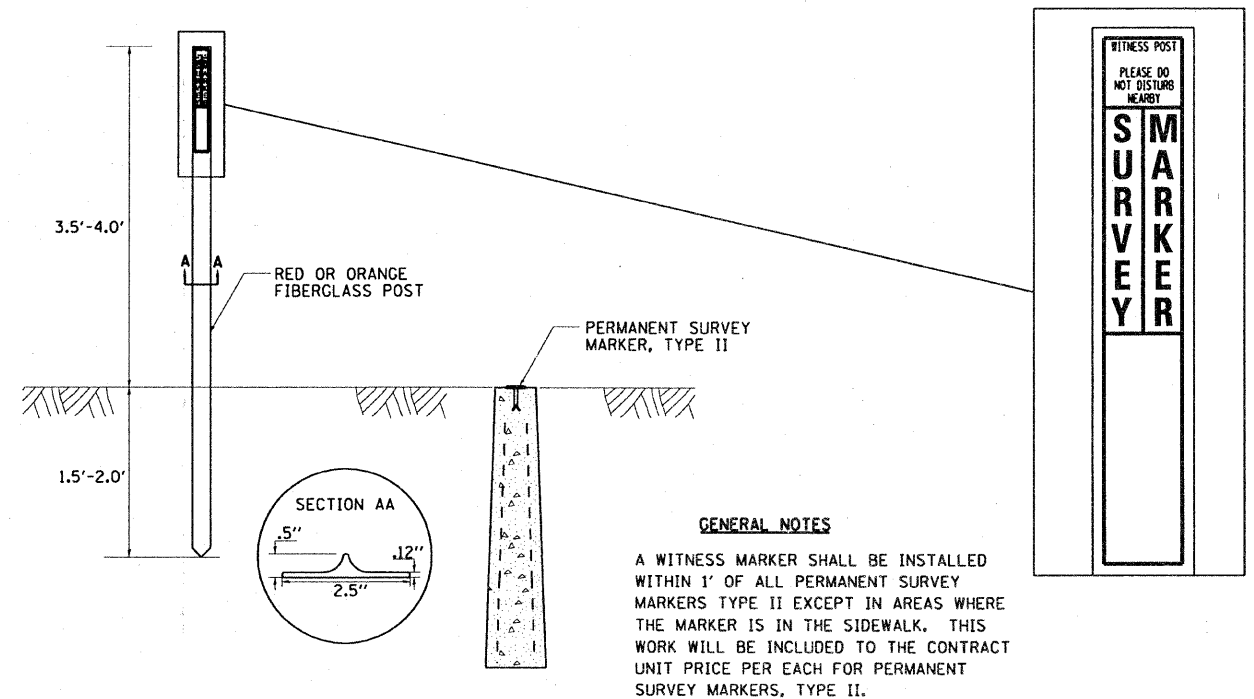 WITNESS POST
PLEASE DO
NOT DISTURB
NEARBY
SURVEY
MARKER
3.5'-4.0'
A A
RED OR ORANGE
FIBERGLASS POST
PERMANENT SURVEY
MARKER, TYPE II
1.5'-2.0'
SECTION AA
.5"
.12"
2.5"
GENERAL NOTES
A WITNESS MARKER SHALL BE INSTALLED
WITHIN 1' OF ALL PERMANENT SURVEY
MARKERS TYPE II EXCEPT IN AREAS WHERE
THE MARKER IS IN THE SIDEWALK. THIS
WORK WILL BE INCLUDED TO THE CONTRACT
UNIT PRICE PER EACH FOR PERMANENT
SURVEY MARKERS, TYPE II.